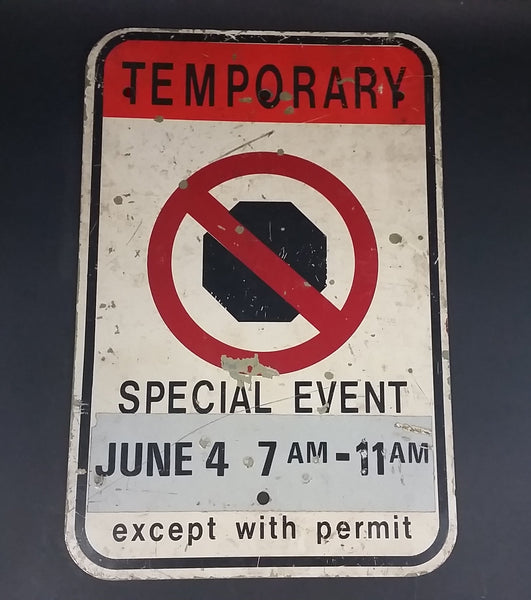 TEMPORARY
SPECIAL EVENT
JUNE 4 7 AM - 11 AM
except with permit